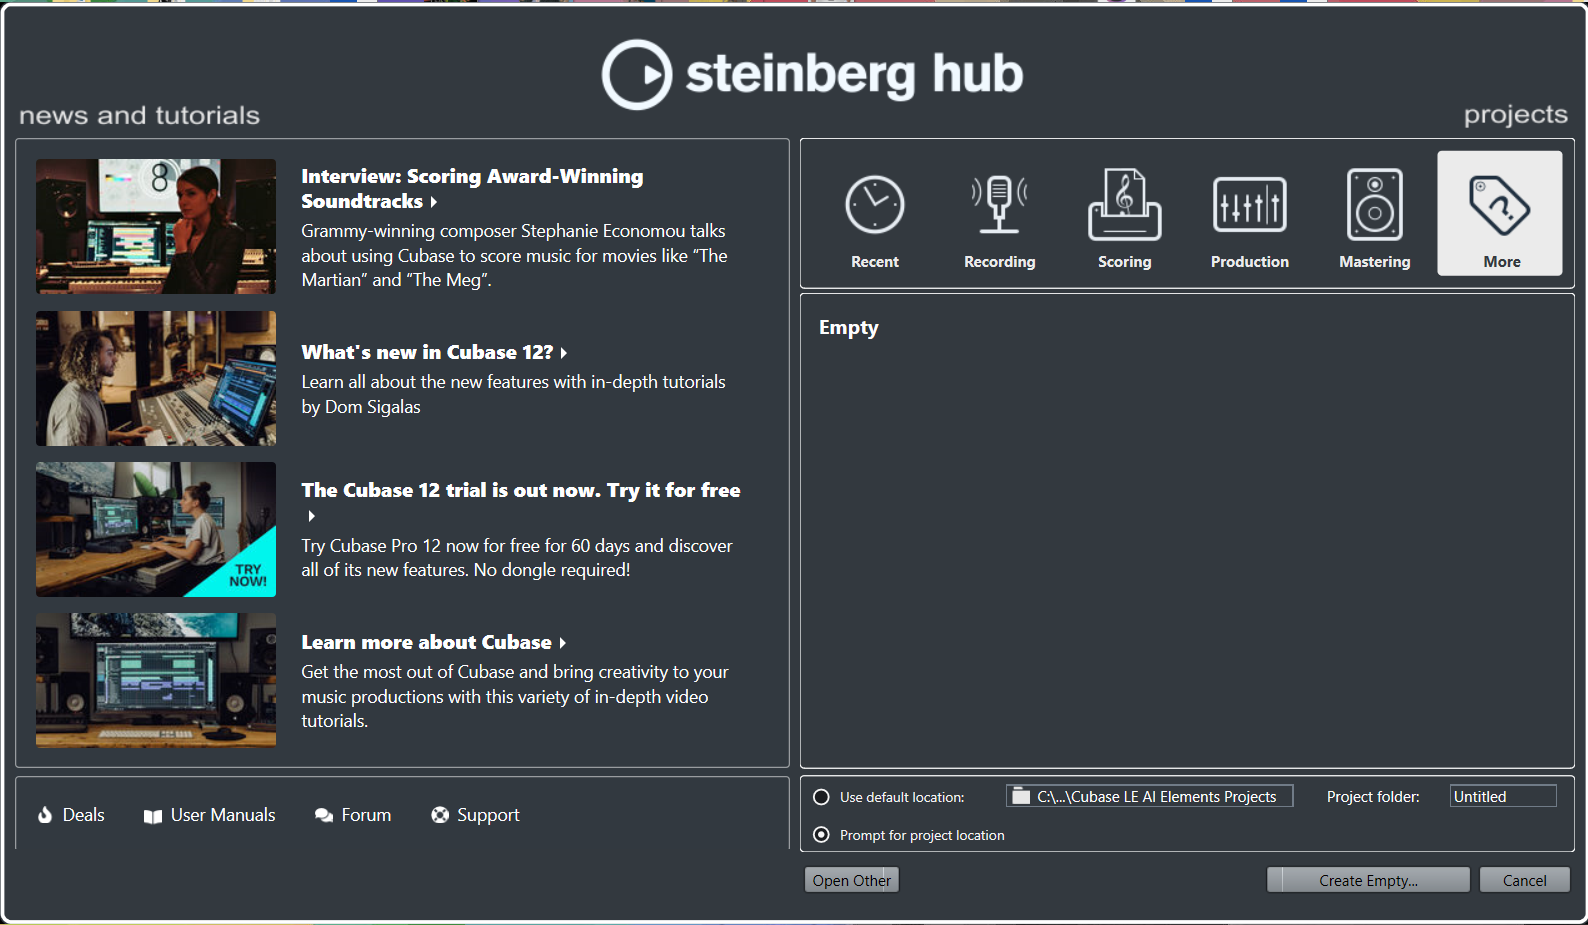 steinberg hub
news and tutorials
projects
8
Interview: Scoring Award-Winning
Soundtracks
Grammy-winning composer Stephanie Economou talks
about using Cubase to score music for movies like “The
Martian” and “The Meg”.
What's new in Cubase 12?
Learn all about the new features with in-depth tutorials
by Dom Sigalas
The Cubase 12 trial is out now. Try it for free
TRY
NOW!
Try Cubase Pro 12 now for free for 60 days and discover
all of its new features. No dongle required!
Learn more about Cubase
Get the most out of Cubase and bring creativity to your
music productions with this variety of in-depth video
tutorials.
Deals User Manuals Forum Support
Recent Recording Scoring Production Mastering More
Empty
Use default location: C:\...\Cubase LE AI Elements Projects Project folder: Untitled
Prompt for project location
Open Other Create Empty... Cancel